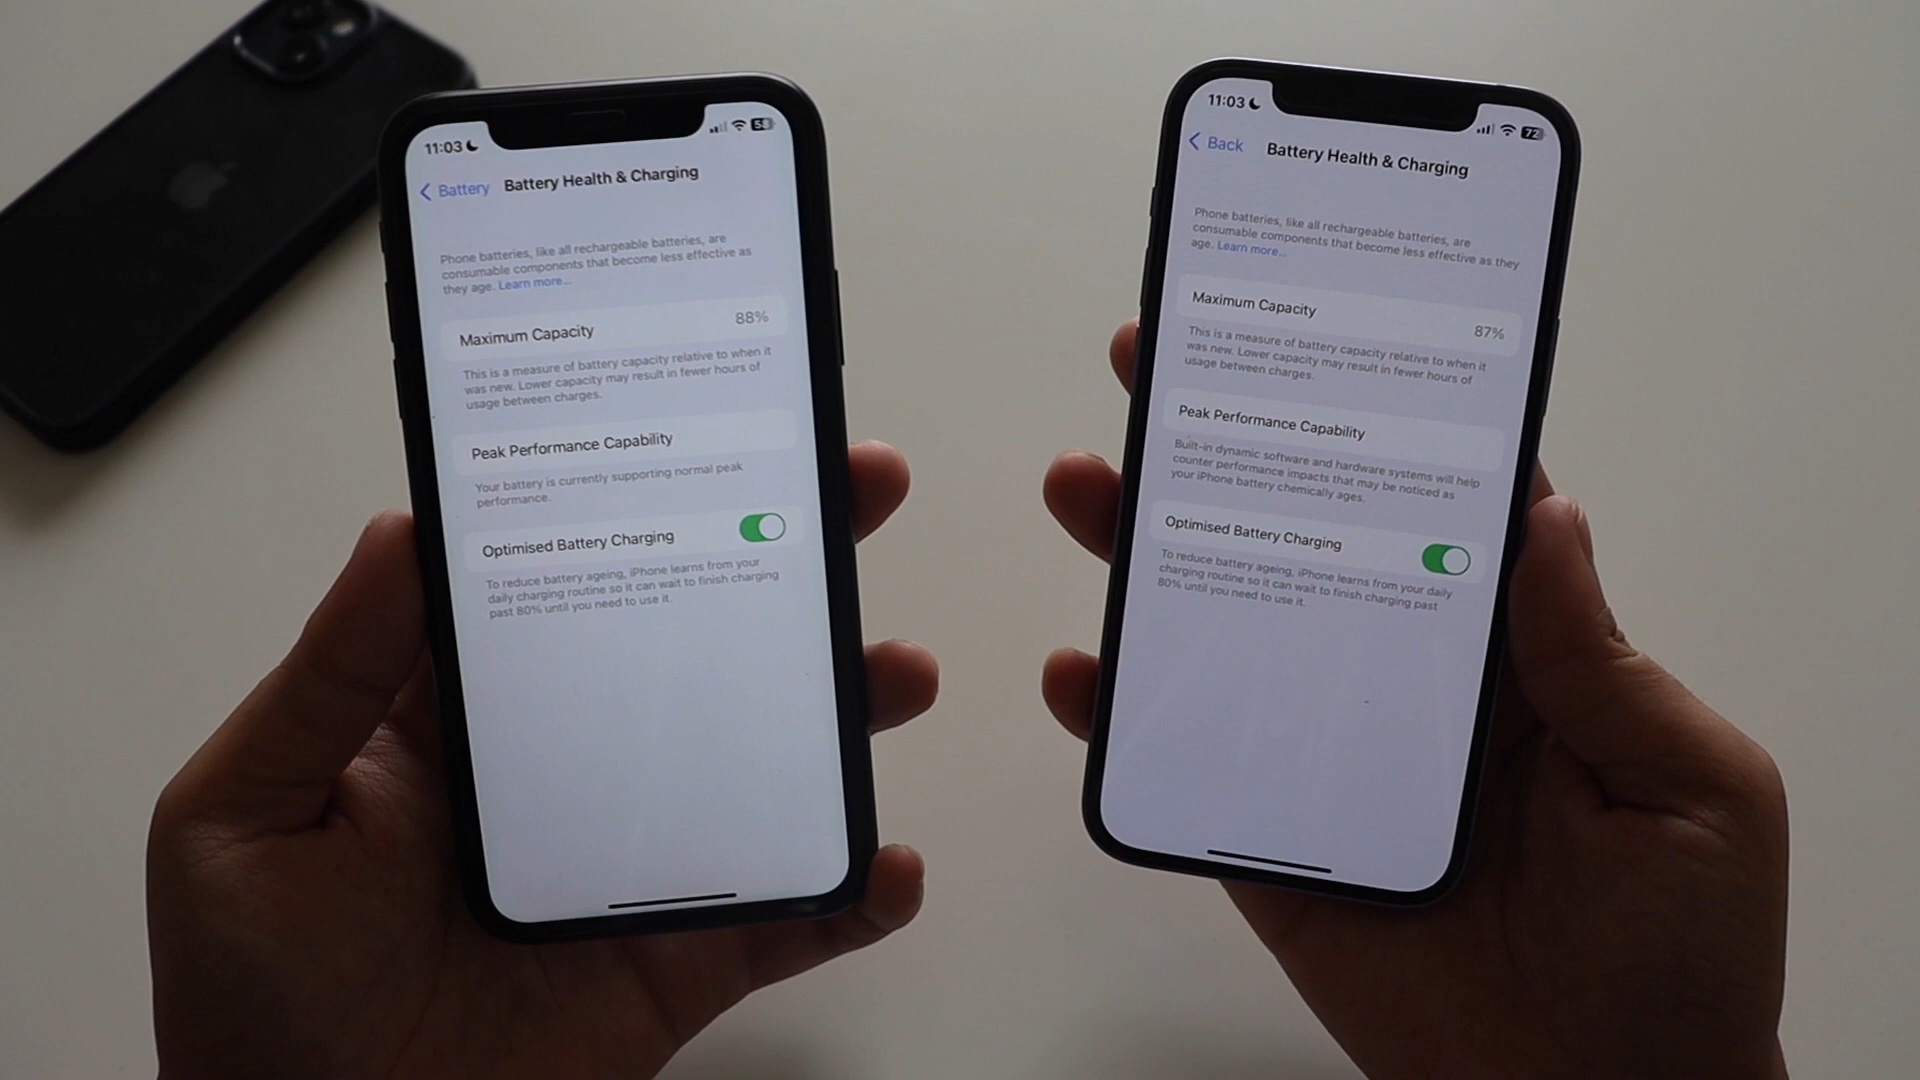 11:03
58
Battery
Battery Health & Charging
Phone batteries, like all rechargeable batteries, are
consumable components that become less effective as
they age. Learn more...
Maximum Capacity
88%
This is a measure of battery capacity relative to when it
was new. Lower capacity may result in fewer hours of
usage between charges.
Peak Performance Capability
Your battery is currently supporting normal peak
performance.
Optimised Battery Charging
To reduce battery ageing, iPhone learns from your
daily charging routine so it can wait to finish charging
past 80% until you need to use it.
11:03
72
Back
Battery Health & Charging
Phone batteries, like all rechargeable batteries, are
consumable components that become less effective as they
age. Learn more...
Maximum Capacity
87%
This is a measure of battery capacity relative to when it
was new. Lower capacity may result in fewer hours of
usage between charges.
Peak Performance Capability
Built-in dynamic software and hardware systems will help
counter performance impacts that may be noticed as
your iPhone battery chemically ages.
Optimised Battery Charging
To reduce battery ageing, iPhone learns from your daily
charging routine so it can wait to finish charging past
80% until you need to use it.